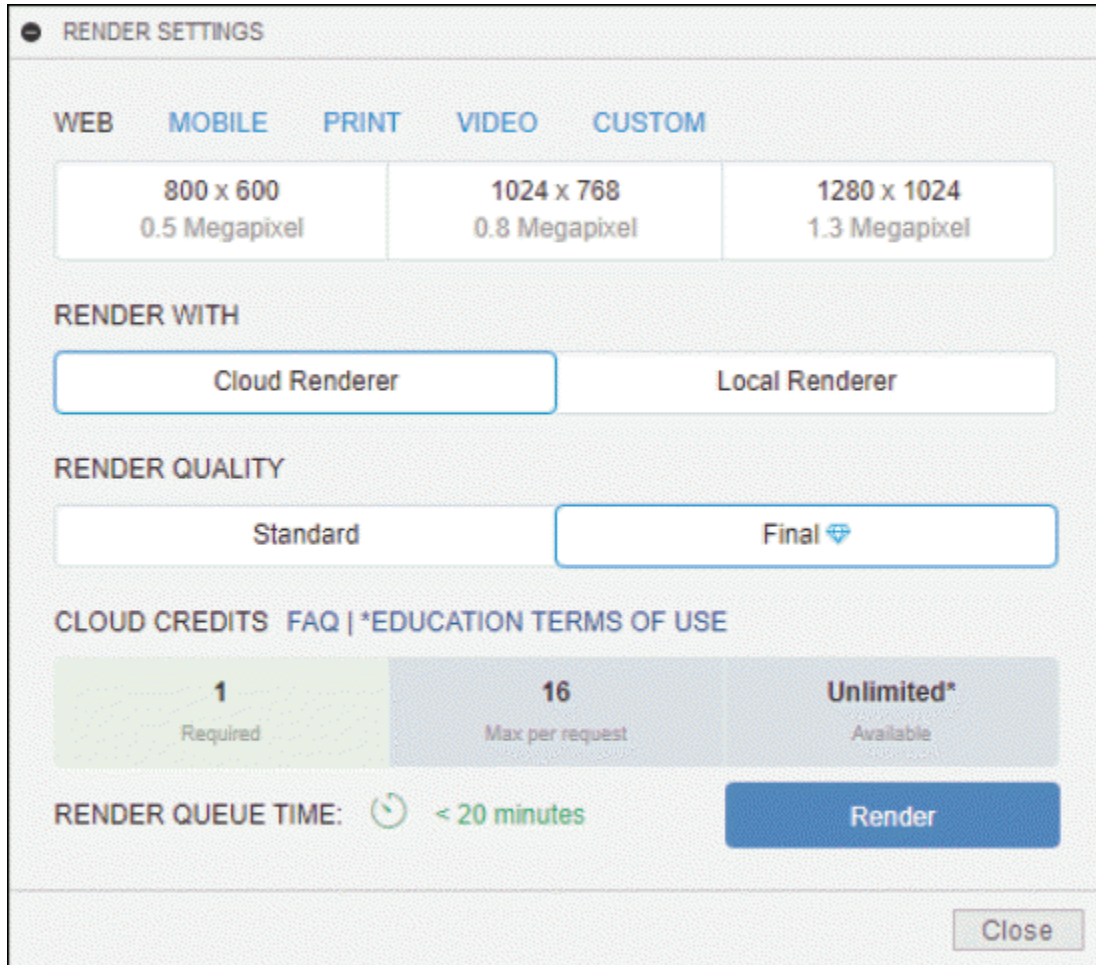 RENDER SETTINGS
WEB MOBILE PRINT VIDEO CUSTOM
800 x 600 1024 x 768 1280 x 1024
0.5 Megapixel 0.8 Megapixel 1.3 Megapixel
RENDER WITH
Cloud Renderer Local Renderer
RENDER QUALITY
Standard Final
CLOUD CREDITS FAQ | *EDUCATION TERMS OF USE
1 16 Unlimited*
Required Max per request Available
RENDER QUEUE TIME: < 20 minutes Render
Close